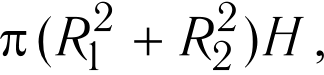 π(R₁² + R₂²)H,